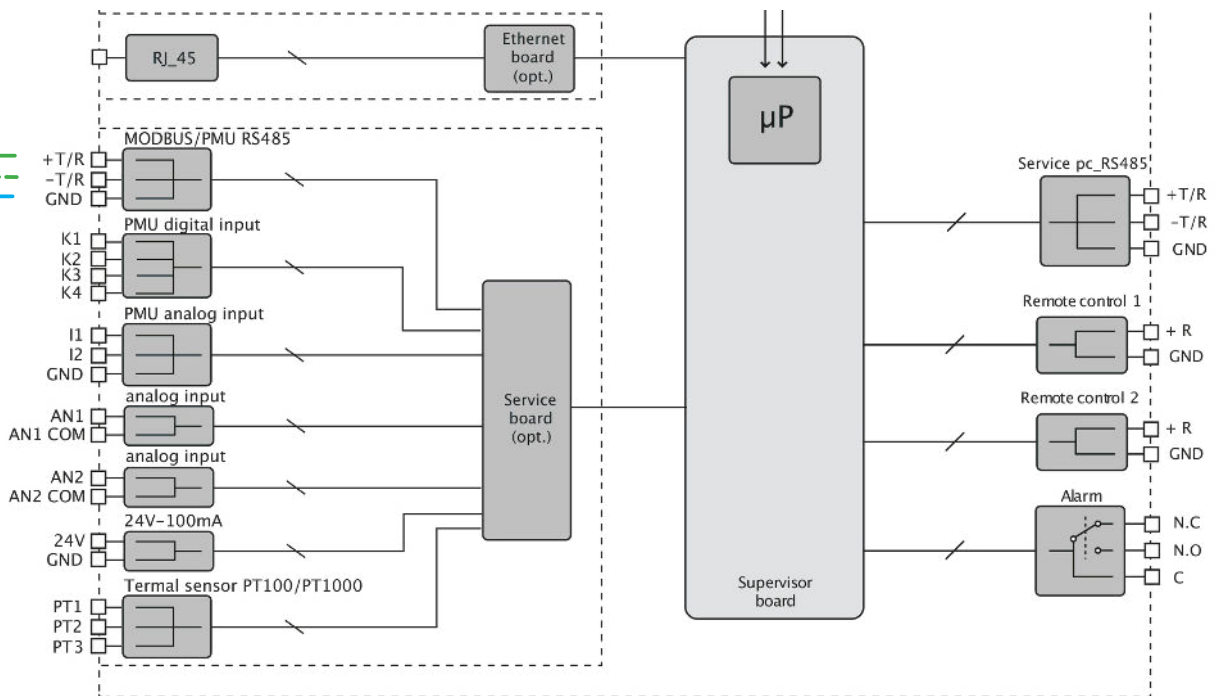 RJ_45
Ethernet
board
(opt.)
µP
MODBUS/PMU RS485
+T/R
-T/R
GND
PMU digital input
K1
K2
K3
K4
PMU analog input
I1
I2
GND
analog input
AN1
AN1 COM
analog input
AN2
AN2 COM
24V-100mA
24V
GND
Termal sensor PT100/PT1000
PT1
PT2
PT3
Service
board
(opt.)
Supervisor
board
Service pc_RS485
+T/R
-T/R
GND
Remote control 1
+ R
GND
Remote control 2
+ R
GND
Alarm
N.C
N.O
C